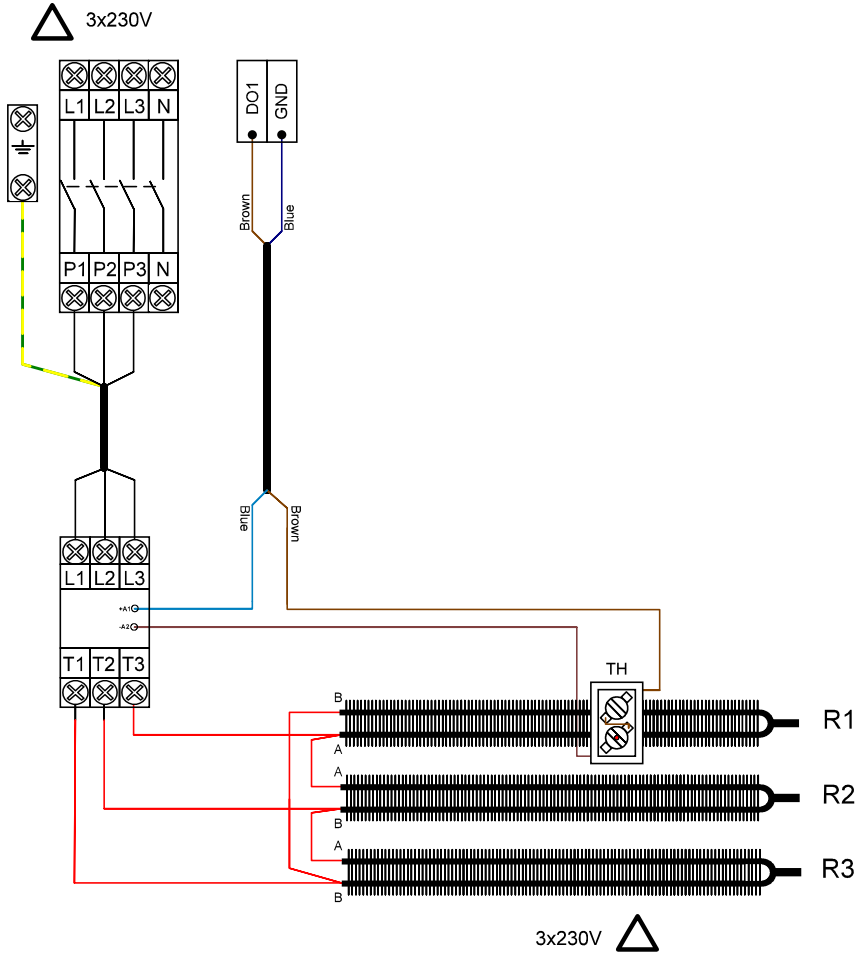 3x230V
L1 L2 L3 N
DO1
GND
Brown
Blue
P1 P2 P3 N
Blue
Brown
L1 L2 L3
+A1
-A2
T1 T2 T3
TH
B
R1
A
A
R2
B
A
R3
B
3x230V